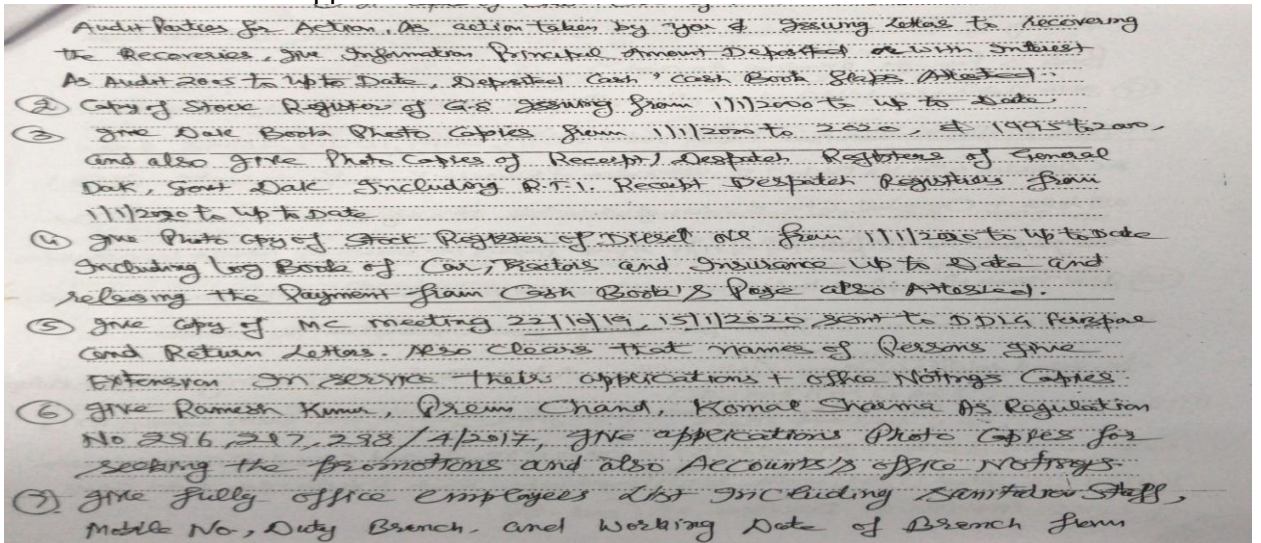 Audit Parties for Action, As action taken by you & Issuing Letter to recovering
the Recoveries, give Information Principal Amount Deposited or with Interest
As Audit 2005 to up to Date, Deposited Cash, Cash Book Attested.
(2) Copy of Stock Register of G-8 Issuing from 1/1/2000 to up to Date
(3) give Dak Book Photo Copies from 1/1/2020 to 2020, & 1995 to 2000,
and also give Photo Copies of Receipt/Despatch Registers of General
Dak, Govt Dak Including R.T.I. Receipt Despatch Registers from
1/1/2020 to up to Date
(4) give Photo Copy of Stock Register of Diesel oil from 1/1/2020 to up to Date
Including Log Book of Car, Tractors and Insurance up to Date and
releasing the Payment from Cash Book's Page also Attested.
(5) give copy of MC meeting 22/10/19, 15/1/2020 sent to DDLG Ferozpore
and Return Letters. Also Clears that names of Persons give
Extension In service their applications + office Notings Copies.
(6) give Ramesh Kumar, Prem Chand, Komal Sharma As Regulation
No 296, 297, 298/4/2017, give applications Photo Copies for
seeking the promotions and also Accounts's office Notings.
(7) give fully office employees List Including Staff,
Mobile No, Duty Branch, and Working Date of Branch from